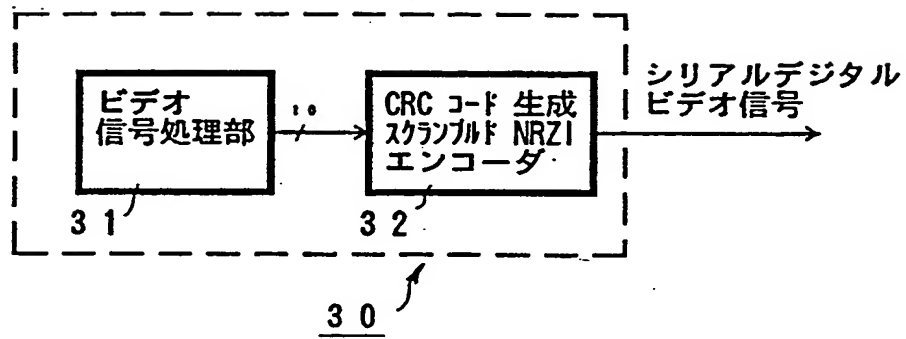 ビデオ
信号処理部
10
CRC コード 生成
スクランブルド NRZI
エンコーダ
シリアルデジタル
ビデオ信号
31
32
30